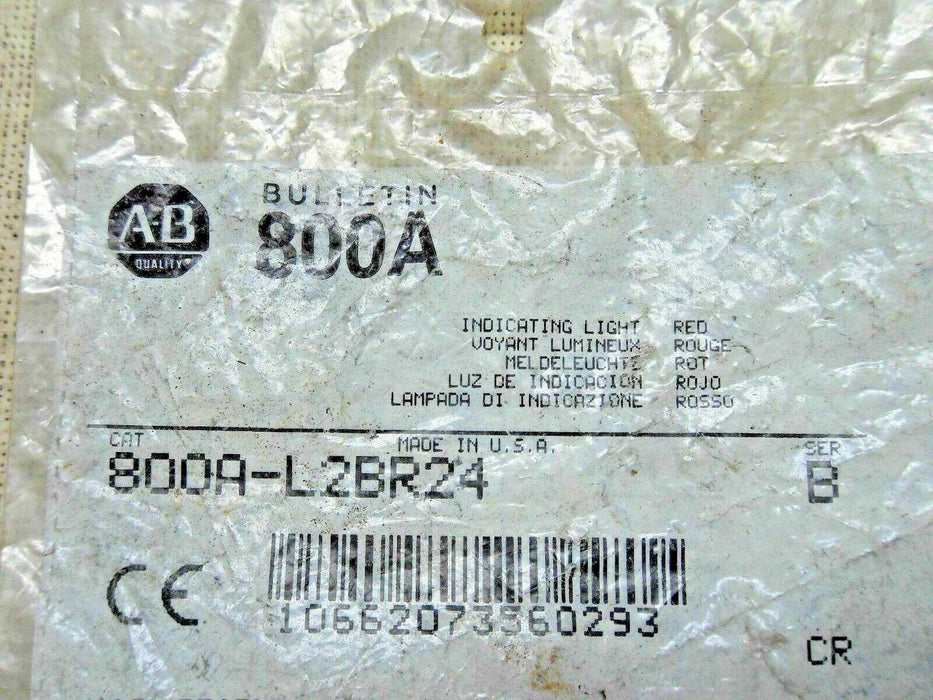 AB
QUALITY
BULLETIN
800A
INDICATING LIGHT RED
VOYANT LUMINEUX ROUGE
MELDELEUCHTE ROT
LUZ DE INDICACION ROJO
LAMPADA DI INDICAZIONE ROSSO
CAT MADE IN U.S.A. SER
800A-L2BR24 B
CE
10662073360293
CR